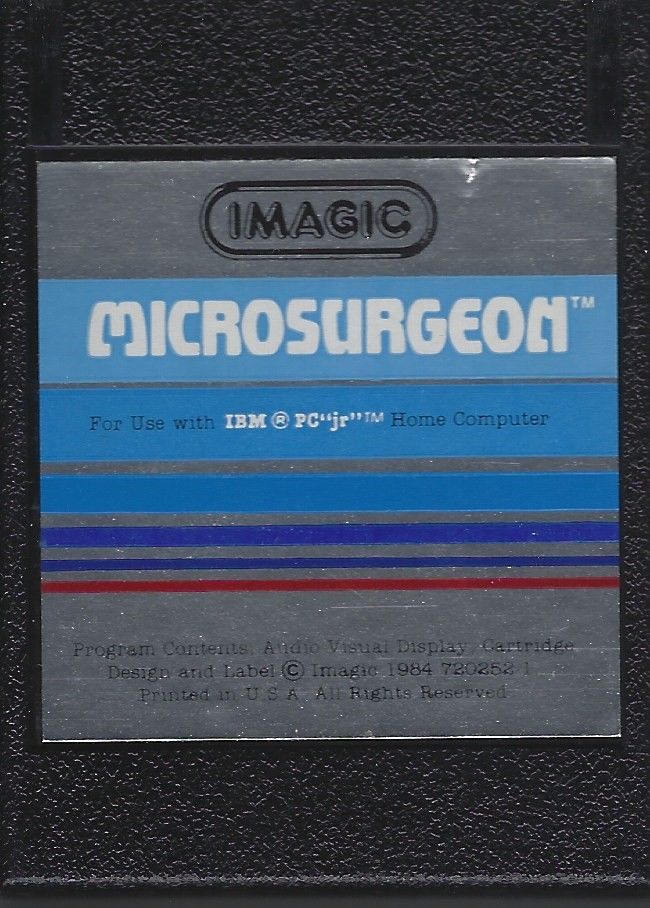 IMAGIC
MICROSURGEON™
For Use with IBM ® PC“jr”™ Home Computer
Program Contents, Audio Visual Display, Cartridge
Design and Label © Imagic 1984 720252-1
Printed in U.S.A. All Rights Reserved